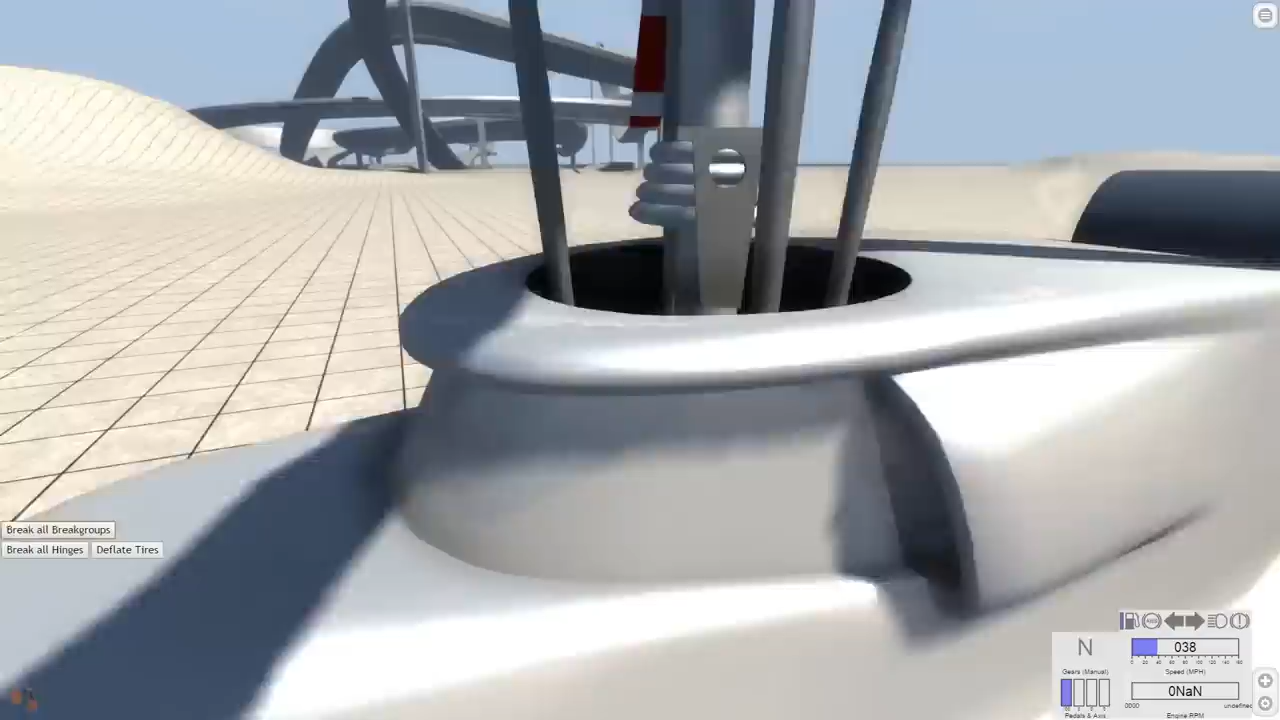 Break all Breakgroups
Break all Hinges
Deflate Tires
N
Gears (Manual)
Pedals & Axis
038
Speed (MPH)
0NaN
0000
undefined
Engine RPM